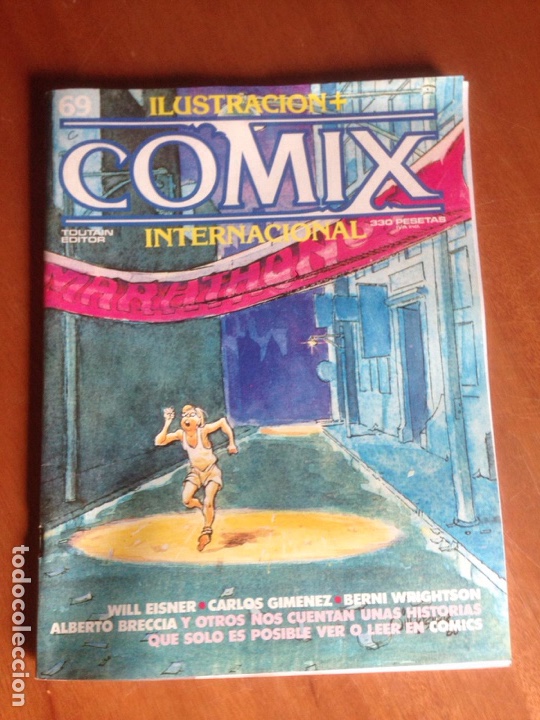 69
ILUSTRACION+
COMIX
TOUTAIN
EDITOR
INTERNACIONAL
330 PESETAS
MARATHON
WILL EISNER • CARLOS GIMENEZ • BERNI WRIGHTSON
ALBERTO BRECCIA Y OTROS NOS CUENTAN UNAS HISTORIAS
QUE SOLO ES POSIBLE VER O LEER EN COMICS
todocoleccion